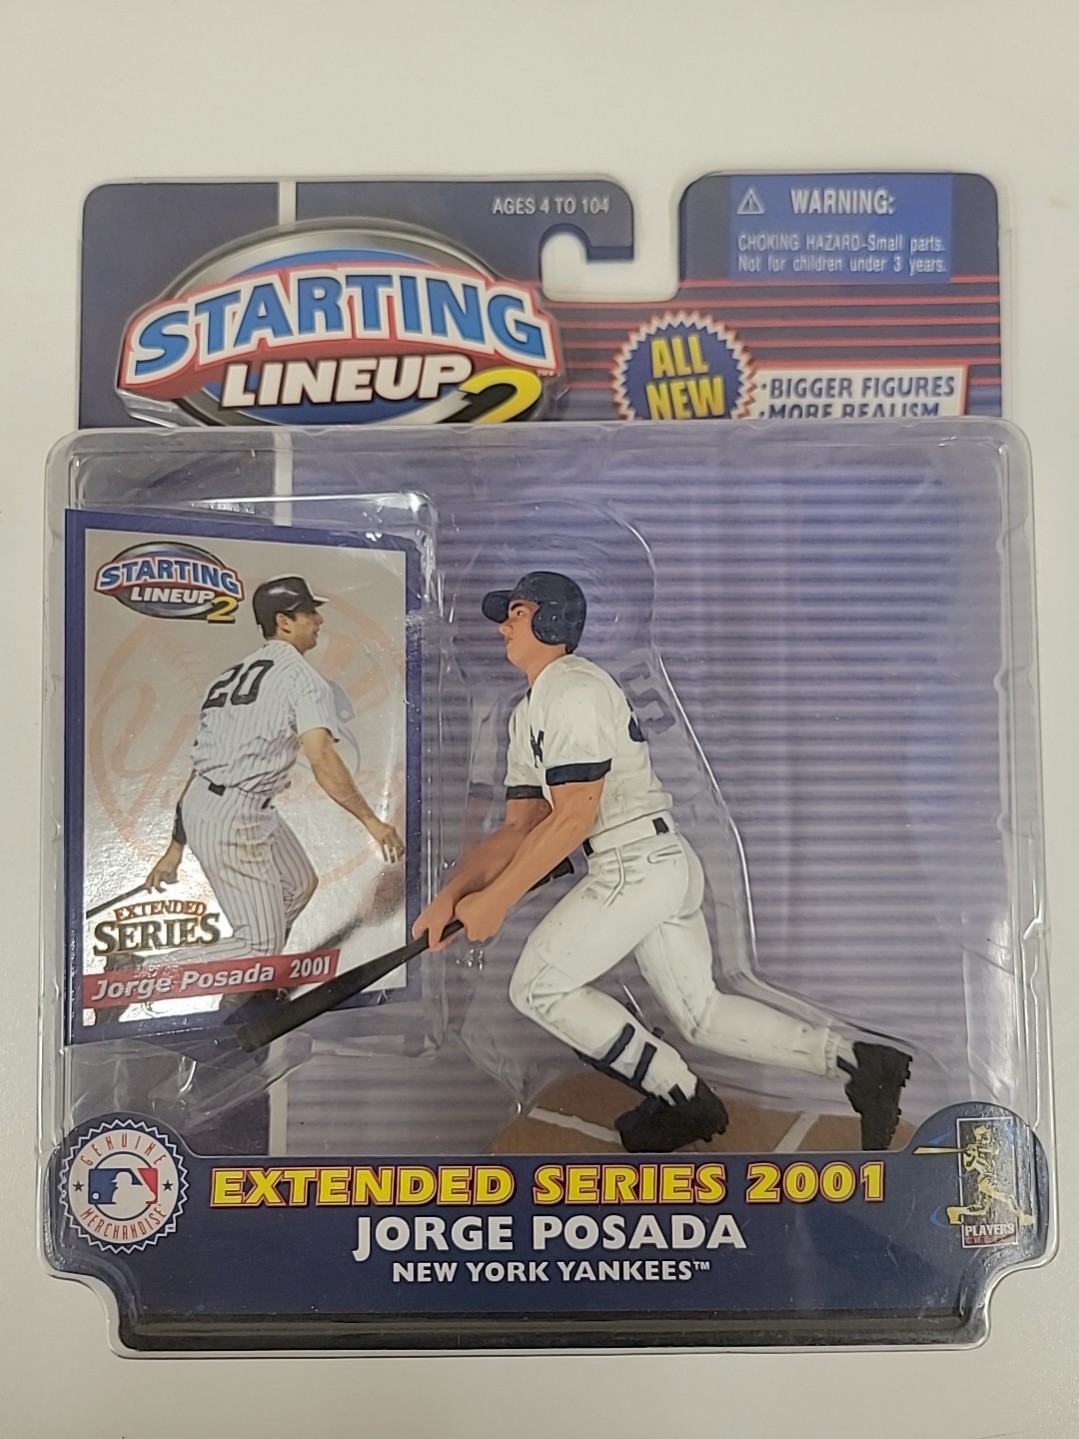 AGES 4 TO 104
WARNING:
CHOKING HAZARD-Small parts.
Not for children under 3 years.
STARTING
LINEUP 2™
ALL
NEW
•BIGGER FIGURES
•MORE REALISM
STARTING
LINEUP 2
20
EXTENDED
SERIES
Jorge Posada 2001
GENUINE
MERCHANDISE
EXTENDED SERIES 2001
JORGE POSADA
NEW YORK YANKEES™
PLAYERS